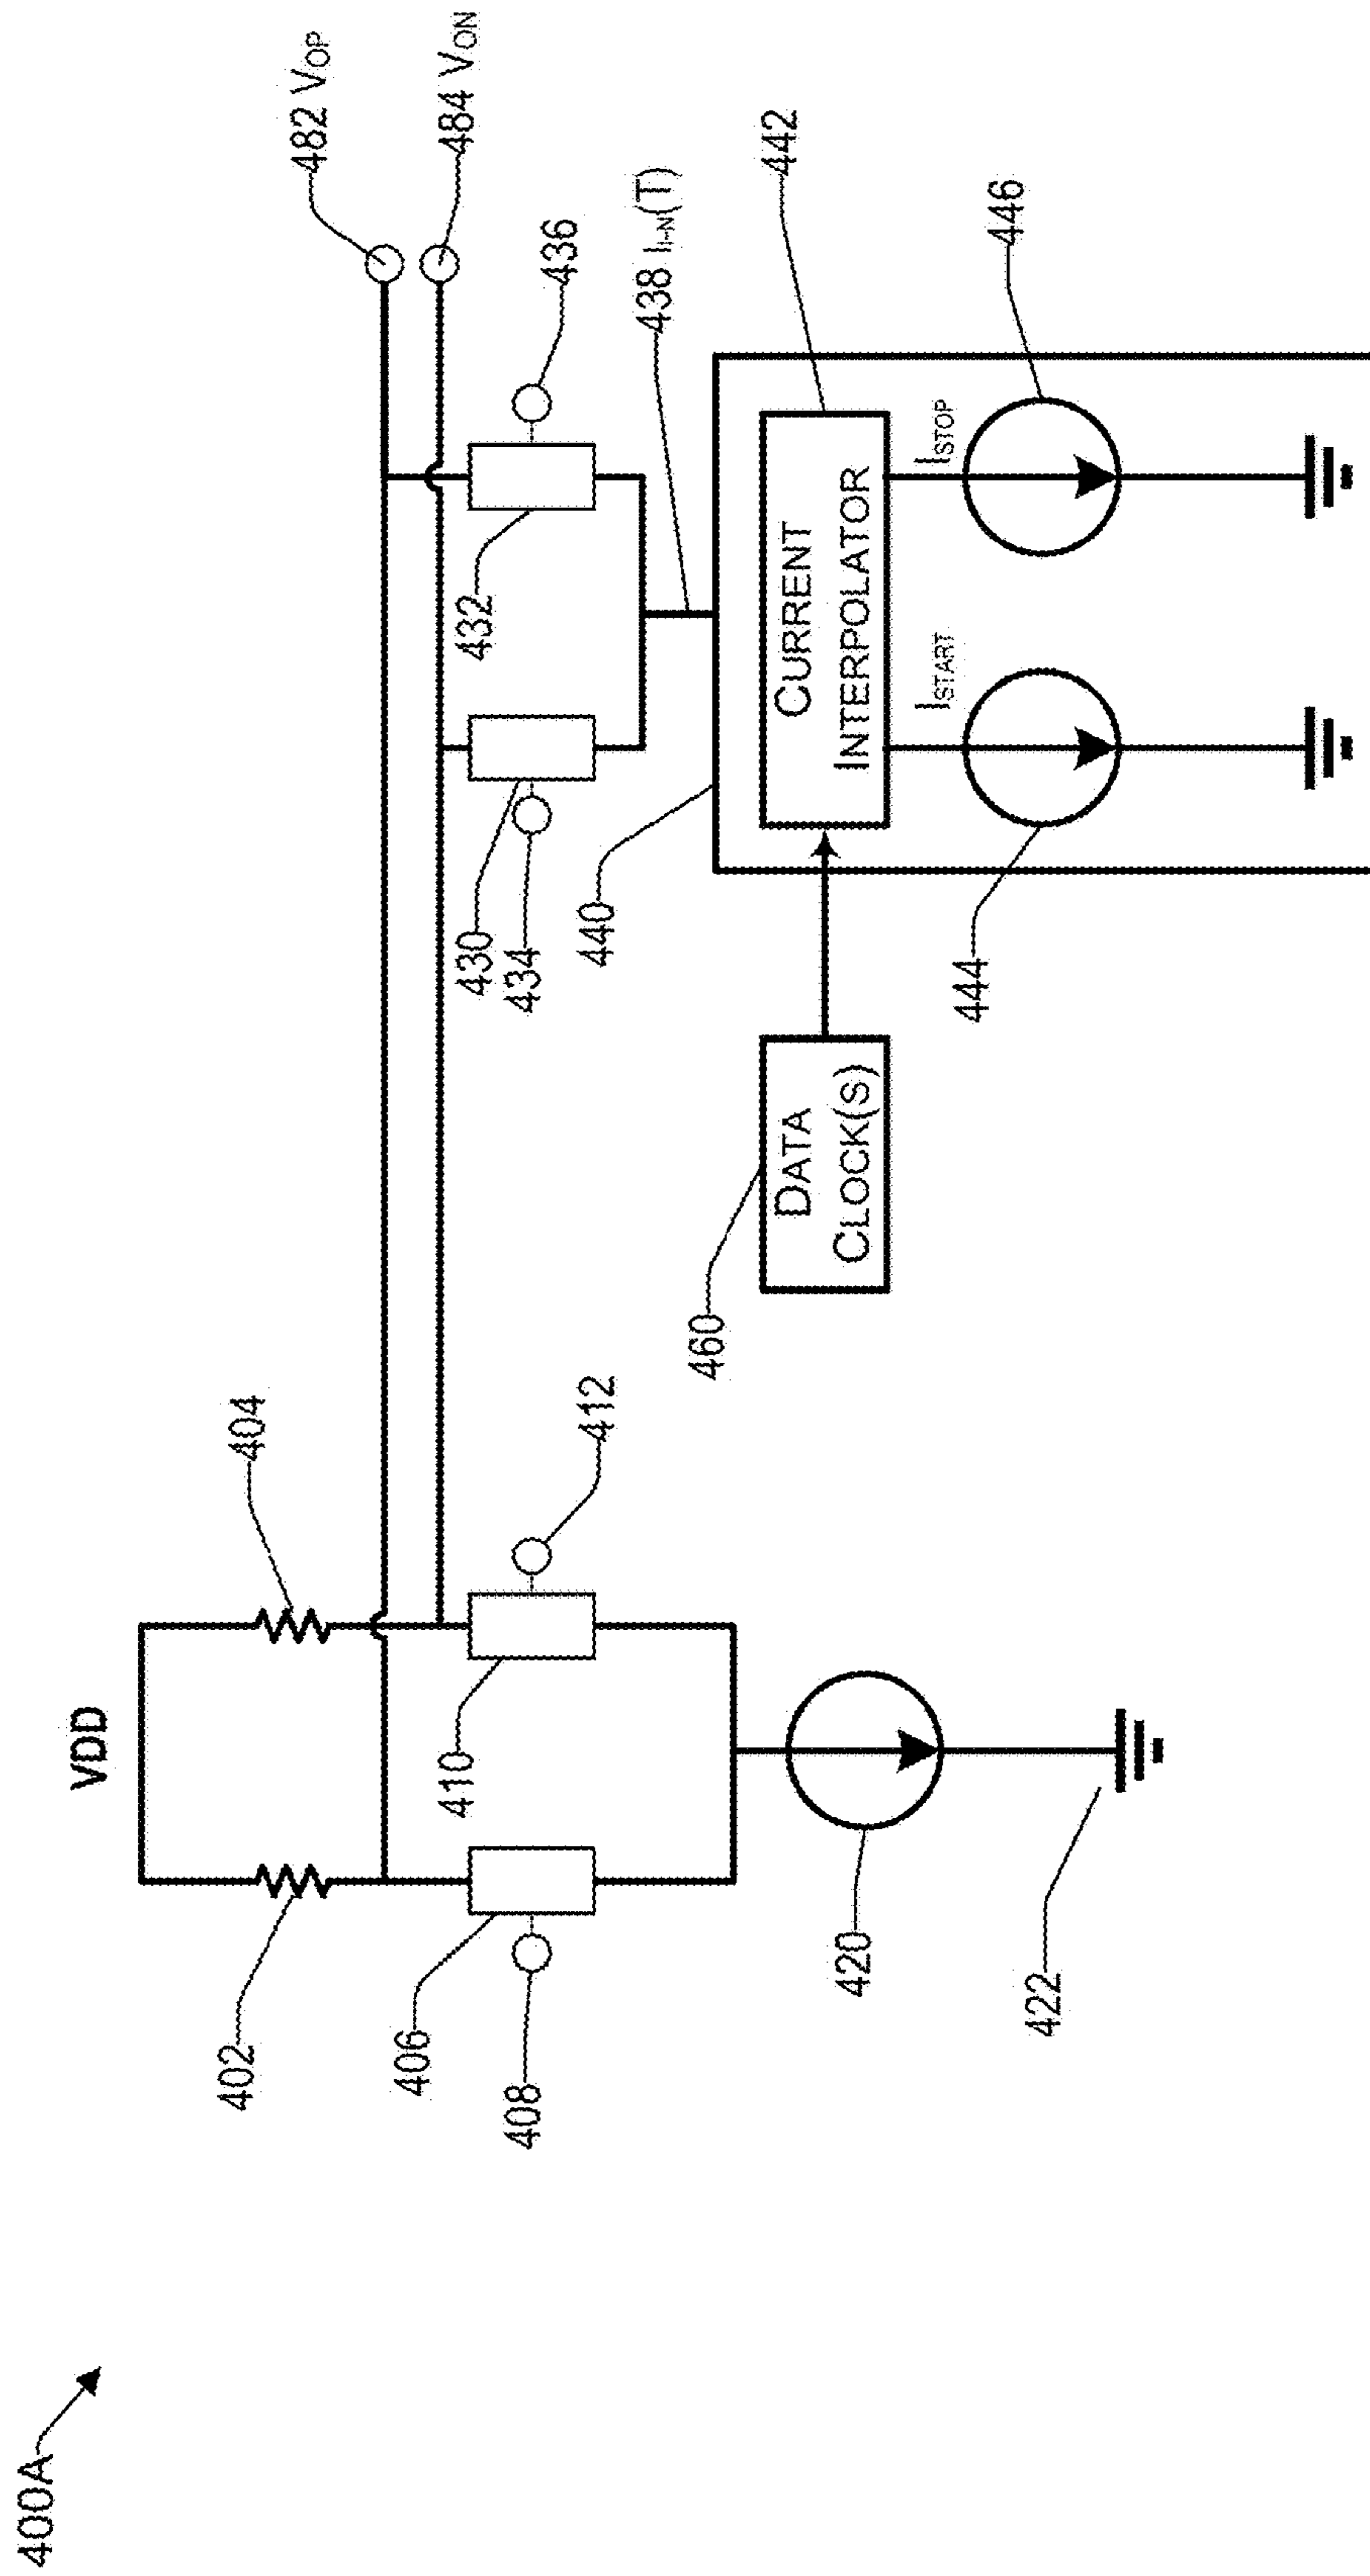 400A
VDD
402
404
482 VOP
484 VON
406
408
410
412
430
434
432
436
438 I1-N(T)
420
422
440
460
DATA
CLOCK(S)
CURRENT
INTERPOLATOR
442
ISTART
ISTOP
444
446